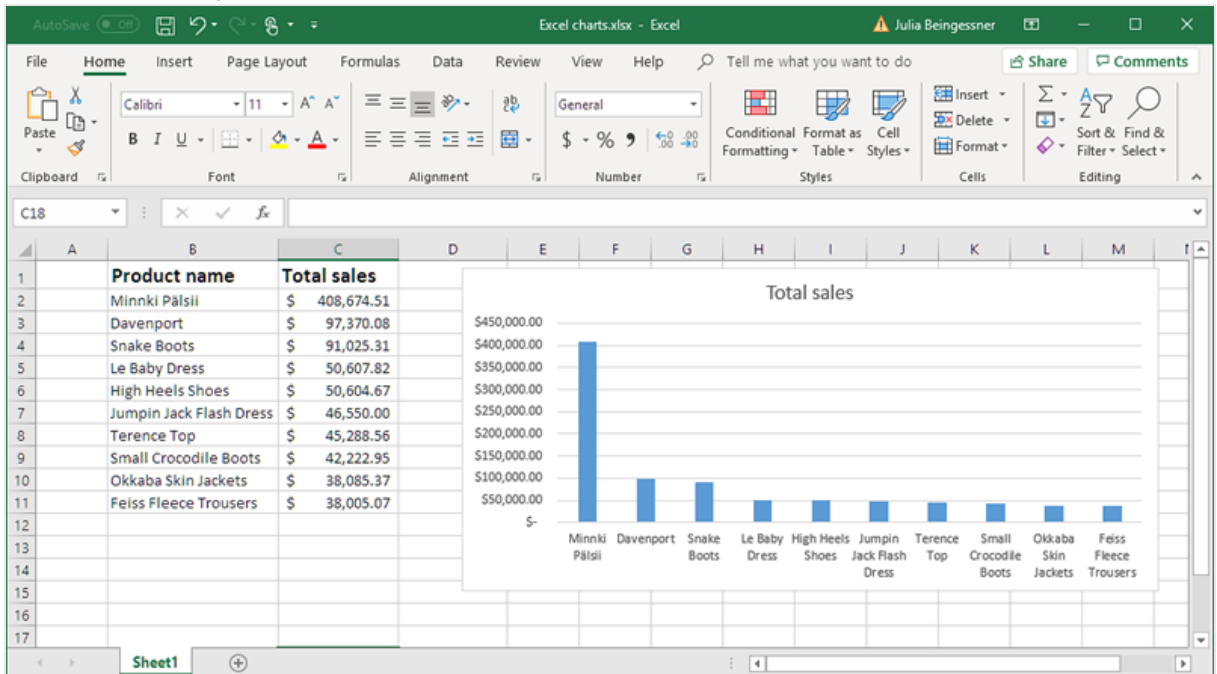 AutoSave Off Excel charts.xlsx - Excel Julia Beingessner
File Home Insert Page Layout Formulas Data Review View Help Tell me what you want to do Share Comments
Calibri 11 A A ab General Insert Σ A Z
Paste B I U A $ % 9 .00 Conditional Formatting Format as Table Cell Styles Delete Format Sort & Filter Find & Select
Clipboard Font Alignment Number Styles Cells Editing
C18 fx
A B C D E F G H I J K L M
1 Product name Total sales
2 Minnki Pälsii $ 408,674.51
3 Davenport $ 97,370.08
4 Snake Boots $ 91,025.31
5 Le Baby Dress $ 50,607.82
6 High Heels Shoes $ 50,604.67
7 Jumpin Jack Flash Dress $ 46,550.00
8 Terence Top $ 45,288.56
9 Small Crocodile Boots $ 42,222.95
10 Okkaba Skin Jackets $ 38,085.37
11 Feiss Fleece Trousers $ 38,005.07
12
13
14
15
16
17
Total sales
$450,000.00
$400,000.00
$350,000.00
$300,000.00
$250,000.00
$200,000.00
$150,000.00
$100,000.00
$50,000.00
$-
Minnki Davenport Snake Le Baby High Heels Jumpin Terence Small Okkaba Feiss
Pälsii Boots Dress Shoes Jack Flash Top Crocodile Skin Fleece
Dress Boots Jackets Trousers
Sheet1